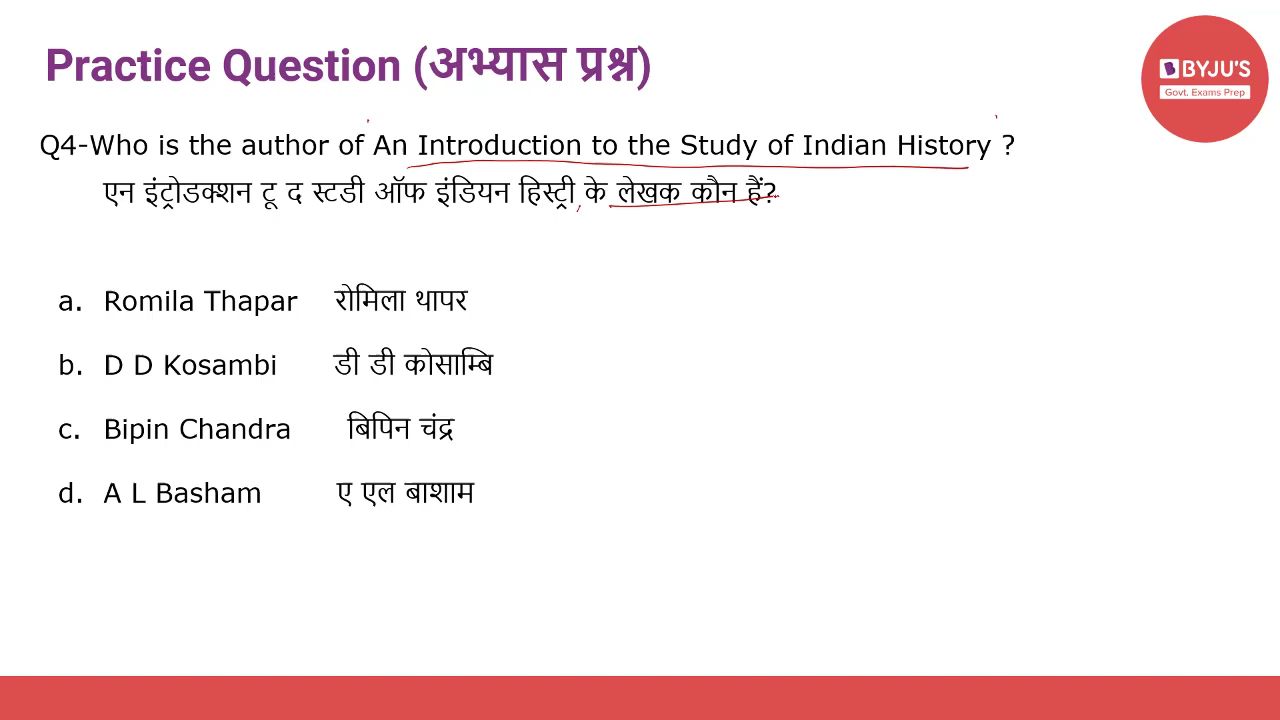 Practice Question (अभ्यास प्रश्न)
BYJU'S
Govt. Exams Prep
Q4-Who is the author of An Introduction to the Study of Indian History ?
एन इंट्रोडक्शन टू द स्टडी ऑफ इंडियन हिस्ट्री के लेखक कौन हैं?
a. Romila Thapar रोमिला थापर
b. D D Kosambi डी डी कोसाम्बि
c. Bipin Chandra बिपिन चंद्र
d. A L Basham ए एल बाशाम